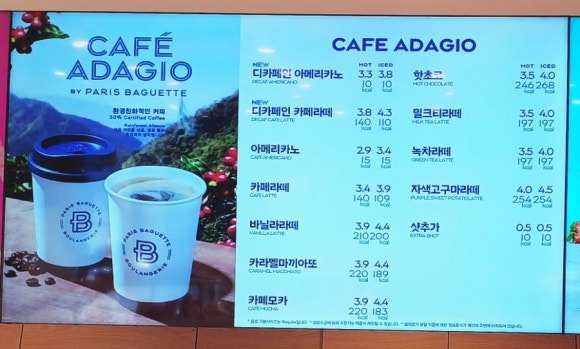 CAFÉ
ADAGIO
BY PARIS BAGUETTE
환경친화적인 커피
30% Certified Coffee
Rainforest Alliance
PARIS BAGUETTE
B
BOULANGERIE
PARIS BAGUETTE
B
BOULANGERIE
CAFE ADAGIO
NEW HOT ICED
디카페인 아메리카노 3.3 3.8
DECAF AMERICANO 10 kcal 10 kcal
NEW
디카페인 카페라떼 3.8 4.3
DECAF CAFE LATTE 140 kcal 110 kcal
아메리카노 2.9 3.4
CAFE AMERICANO 15 kcal 15 kcal
카페라떼 3.4 3.9
CAFE LATTE 140 kcal 109 kcal
바닐라라떼 3.9 4.4
VANILLA LATTE 210 kcal 200 kcal
카라멜마끼아또 3.9 4.4
CARAMEL MACCHIATO 220 kcal 189 kcal
카페모카 3.9 4.4
CAFE MOCHA 220 kcal 183 kcal
HOT ICED
핫초코 3.5 4.0
HOT CHOCOLATE 246 kcal 268 kcal
밀크티라떼 3.5 4.0
MILK TEA LATTE 197 kcal 197 kcal
녹차라떼 3.5 4.0
GREEN TEA LATTE 197 kcal 197 kcal
자색고구마라떼 4.0 4.5
PURPLE SWEET POTATO LATTE 254 kcal 254 kcal
샷추가 0.5 0.5
EXTRA SHOT 10 kcal 10 kcal